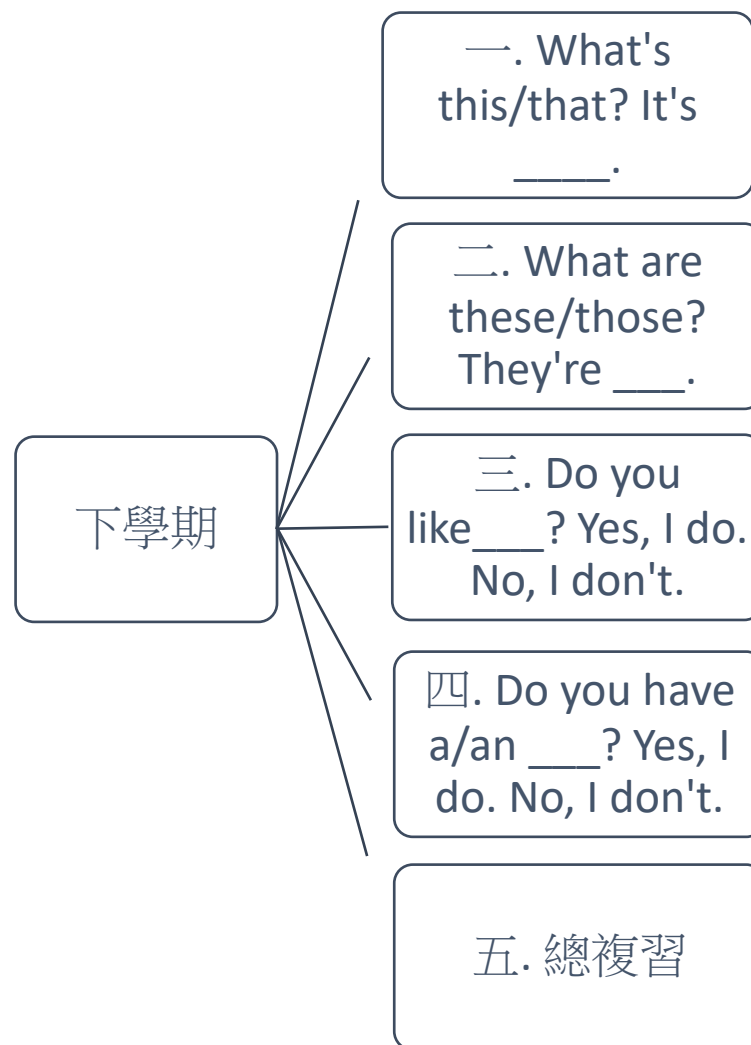 下學期
一. What's
this/that? It's
____.
二. What are
these/those?
They're ___.
三. Do you
like___? Yes, I do.
No, I don't.
四. Do you have
a/an ___? Yes, I
do. No, I don't.
五. 總複習